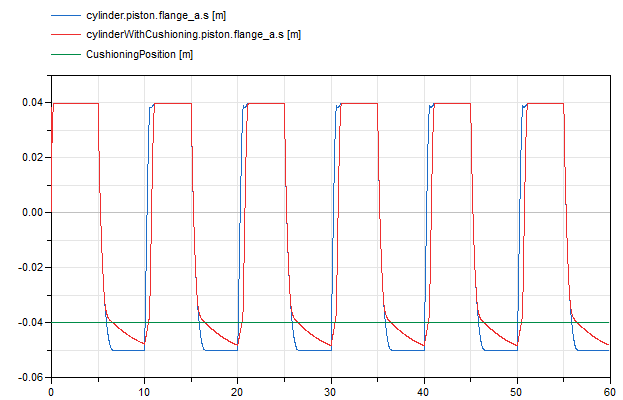 cylinder.piston.flange_a.s [m]
cylinderWithCushioning.piston.flange_a.s [m]
CushioningPosition [m]
0.04
0.02
0.00
-0.02
-0.04
-0.06
0 10 20 30 40 50 60